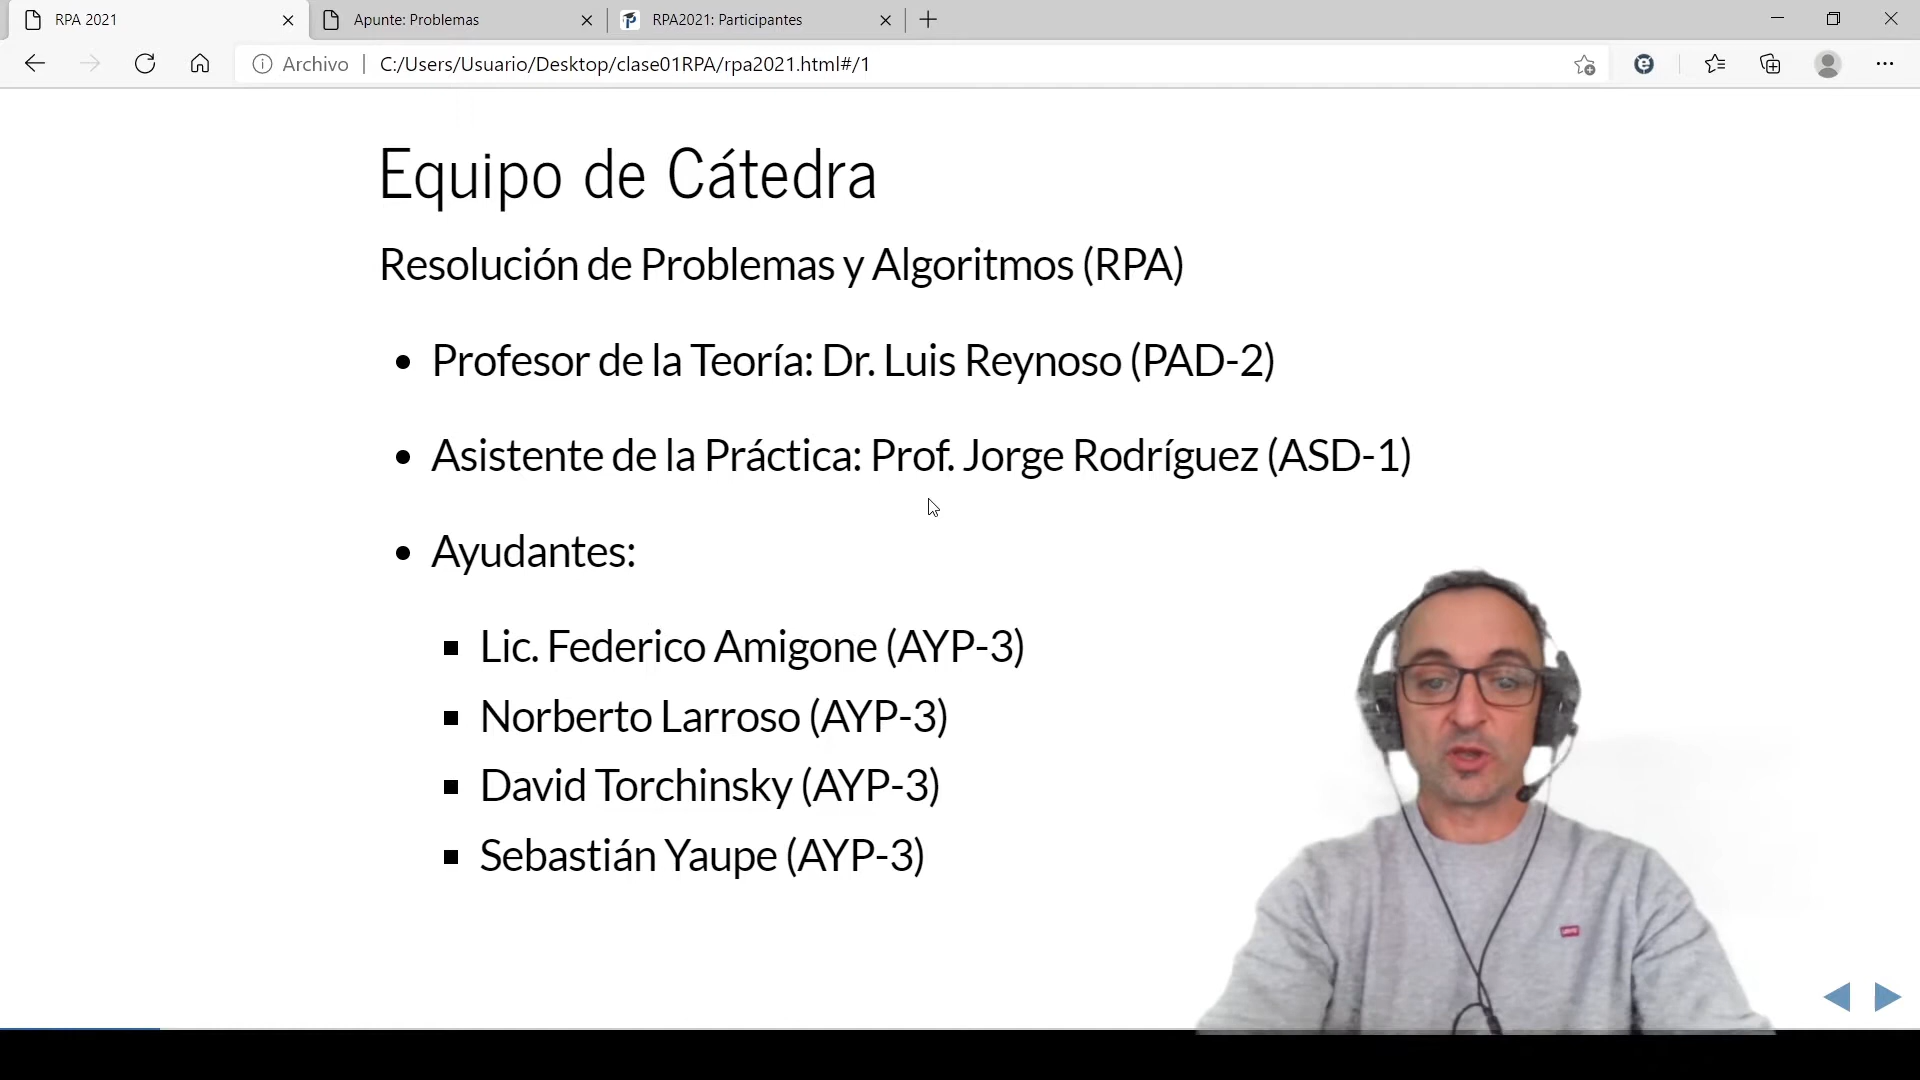 RPA 2021
Apunte: Problemas
RPA2021: Participantes
Archivo
C:/Users/Usuario/Desktop/clase01RPA/rpa2021.html#/1
Equipo de Cátedra
Resolución de Problemas y Algoritmos (RPA)
• Profesor de la Teoría: Dr. Luis Reynoso (PAD-2)
• Asistente de la Práctica: Prof. Jorge Rodríguez (ASD-1)
• Ayudantes:
▪ Lic. Federico Amigone (AYP-3)
▪ Norberto Larroso (AYP-3)
▪ David Torchinsky (AYP-3)
▪ Sebastián Yaupe (AYP-3)